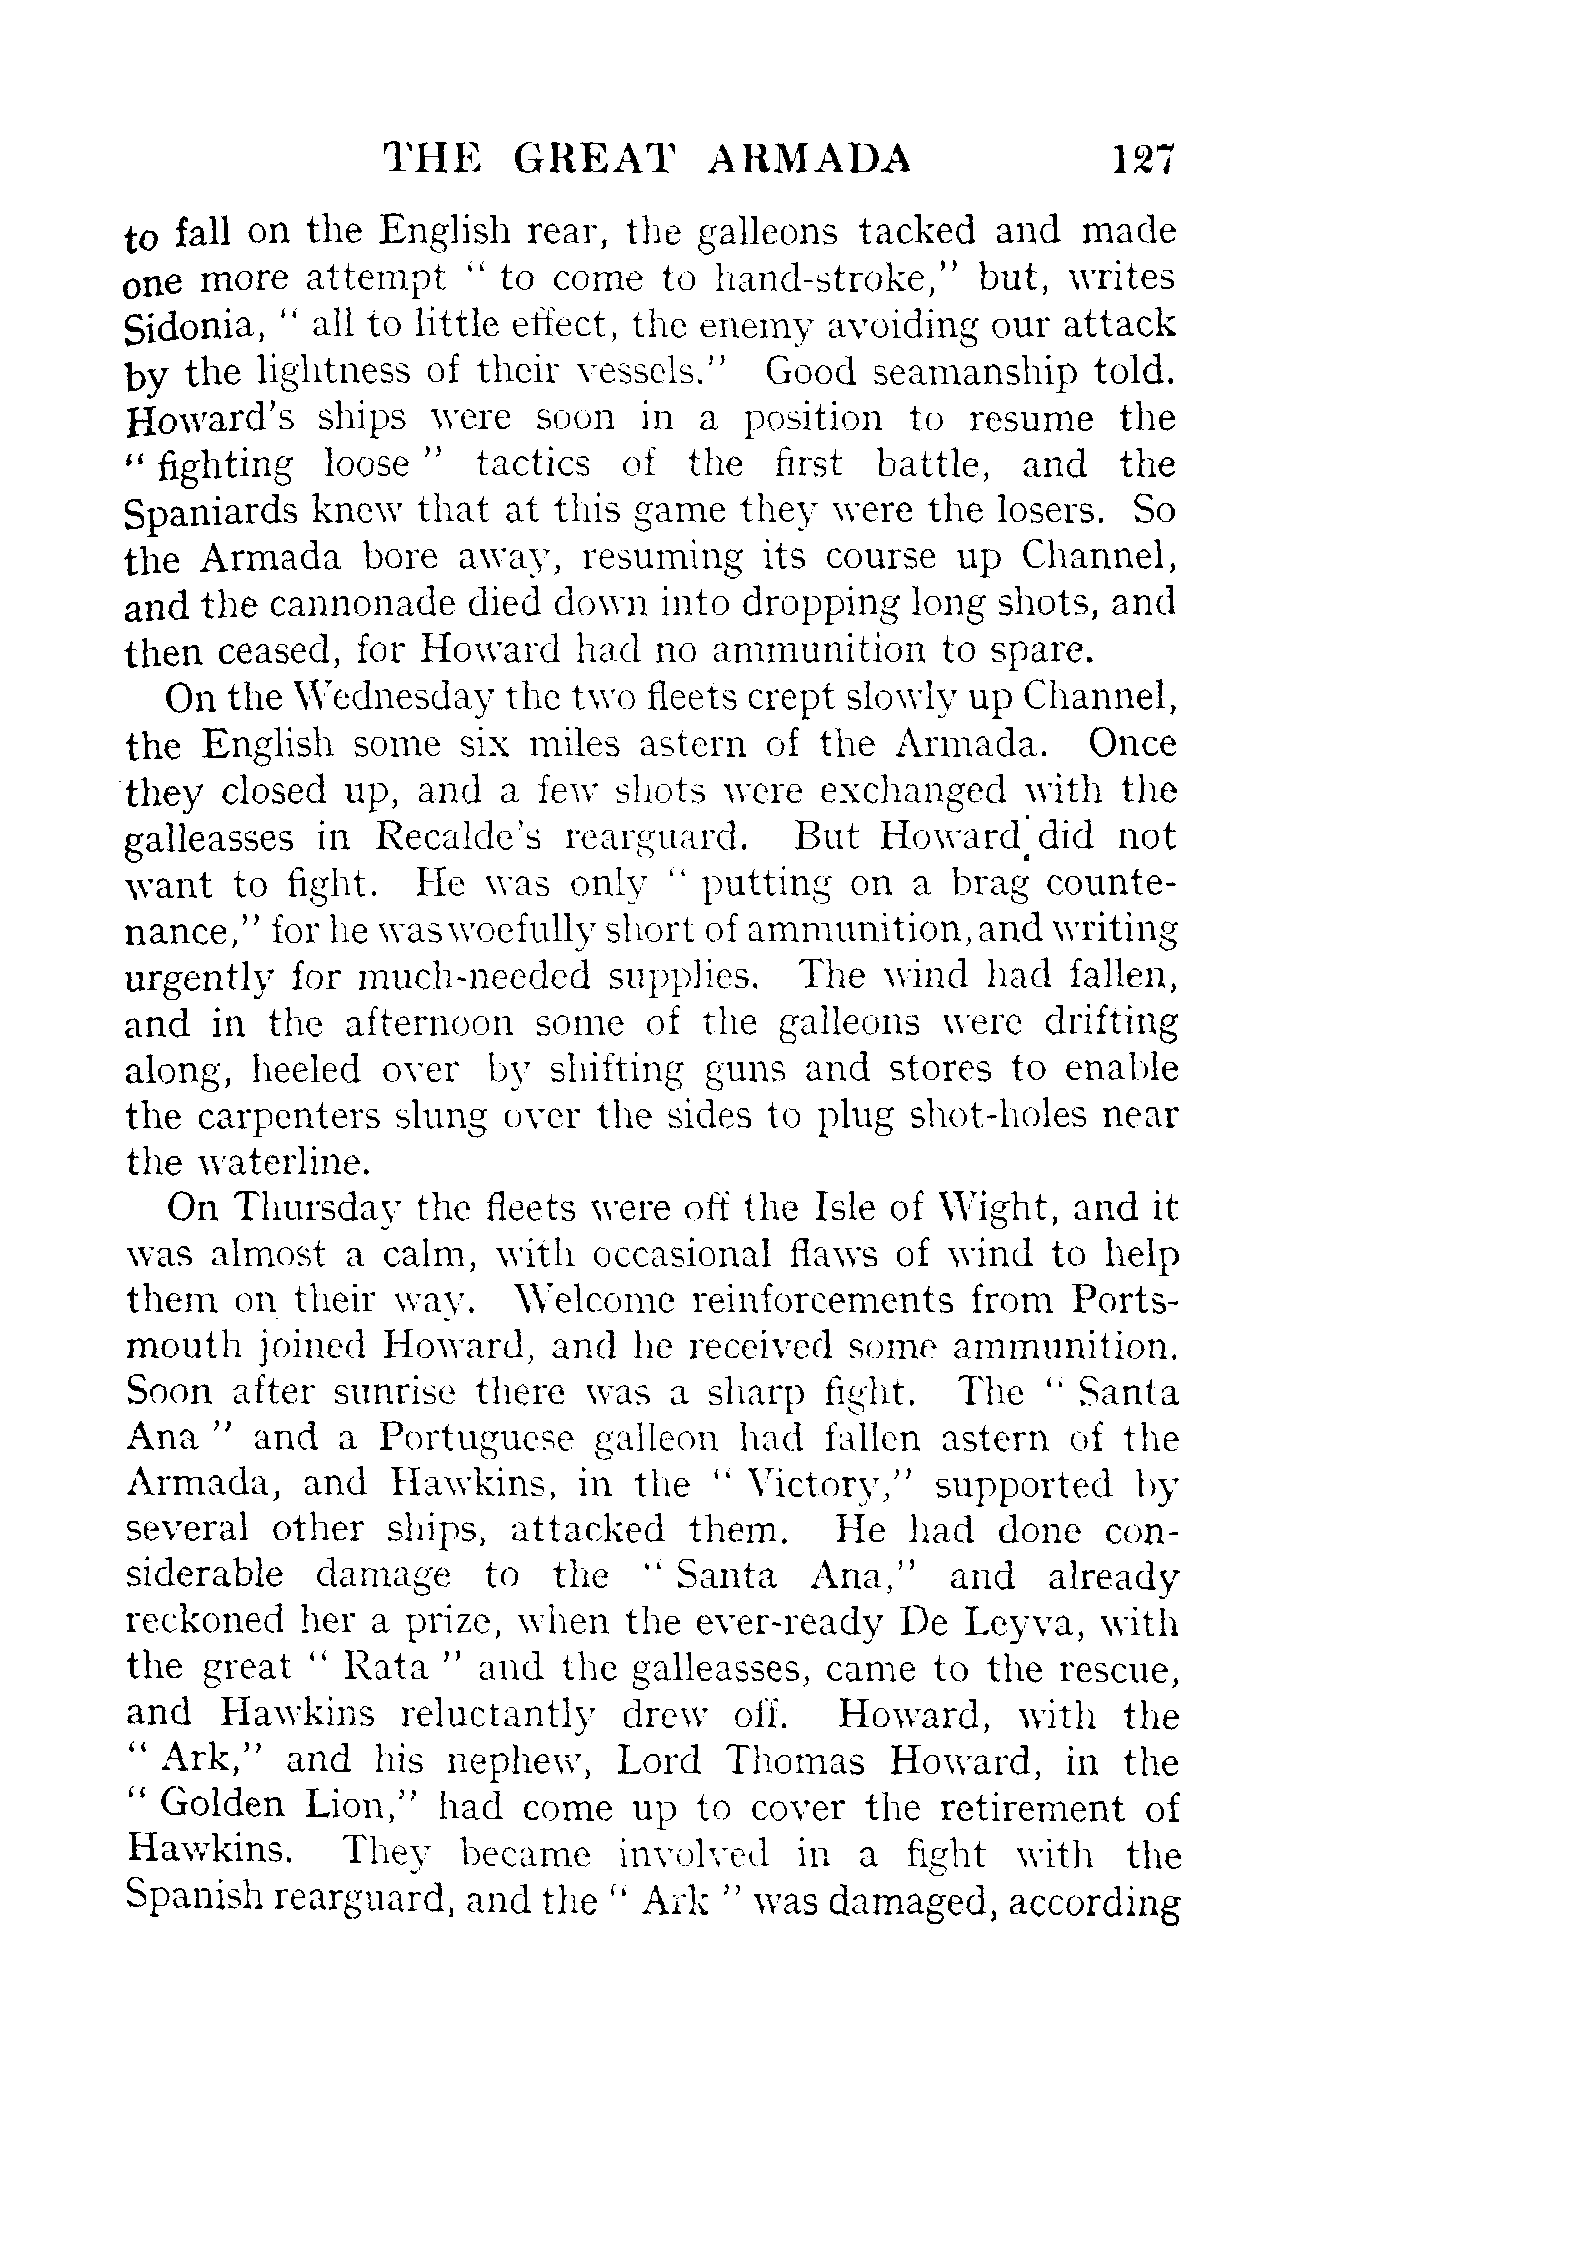 THE GREAT ARMADA 127
to fall on the English rear, the galleons tacked and made
one more attempt " to come to hand-stroke," but, writes
Sidonia, " all to little effect, the enemy avoiding our attack
by the lightness of their vessels." Good seamanship told.
Howard's ships were soon in a position to resume the
" fighting loose " tactics of the first battle, and the
Spaniards knew that at this game they were the losers. So
the Armada bore away, resuming its course up Channel,
and the cannonade died down into dropping long shots, and
then ceased, for Howard had no ammunition to spare.
On the Wednesday the two fleets crept slowly up Channel,
the English some six miles astern of the Armada. Once
they closed up, and a few shots were exchanged with the
galleasses in Recalde's rearguard. But Howard did not
want to fight. He was only " putting on a brag counte-
nance," for he was woefully short of ammunition, and writing
urgently for much-needed supplies. The wind had fallen,
and in the afternoon some of the galleons were drifting
along, heeled over by shifting guns and stores to enable
the carpenters slung over the sides to plug shot-holes near
the waterline.
On Thursday the fleets were off the Isle of Wight, and it
was almost a calm, with occasional flaws of wind to help
them on their way. Welcome reinforcements from Ports-
mouth joined Howard, and he received some ammunition.
Soon after sunrise there was a sharp fight. The " Santa
Ana " and a Portuguese galleon had fallen astern of the
Armada, and Hawkins, in the " Victory," supported by
several other ships, attacked them. He had done con-
siderable damage to the " Santa Ana," and already
reckoned her a prize, when the ever-ready De Leyva, with
the great " Rata " and the galleasses, came to the rescue,
and Hawkins reluctantly drew off. Howard, with the
" Ark," and his nephew, Lord Thomas Howard, in the
" Golden Lion," had come up to cover the retirement of
Hawkins. They became involved in a fight with the
Spanish rearguard, and the " Ark " was damaged, according